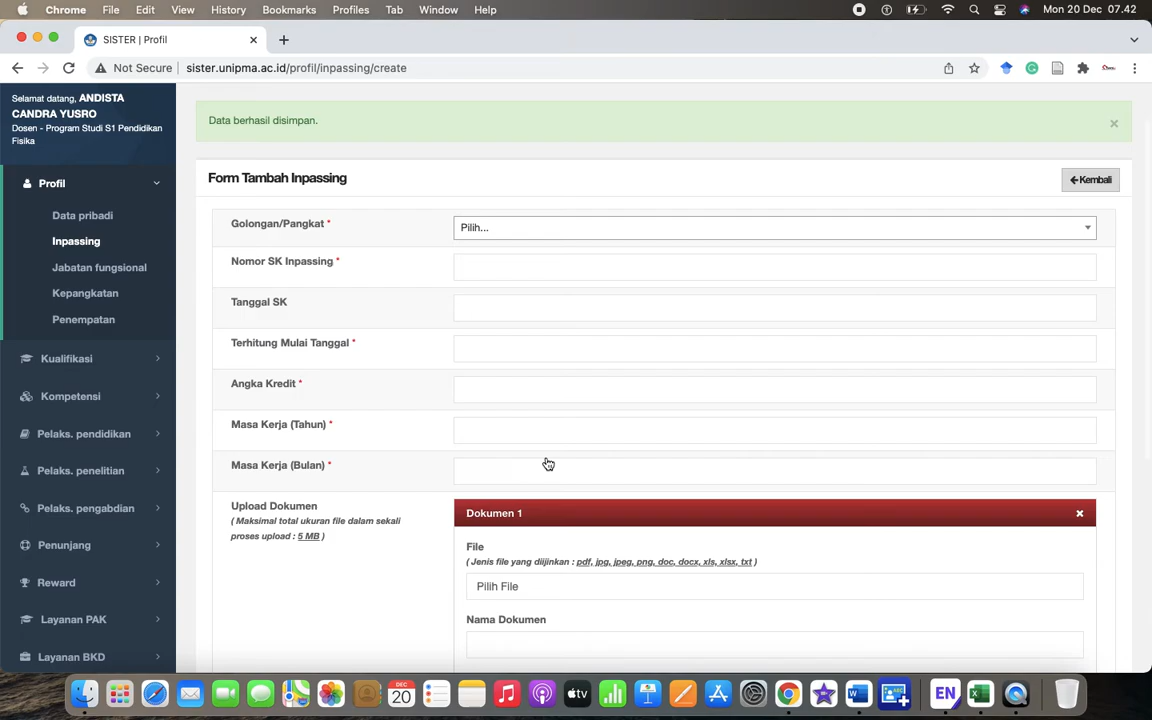 Chrome File Edit View History Bookmarks Profiles Tab Window Help Mon 20 Dec 07.42
SISTER | Profil
Not Secure sister.unipma.ac.id/profil/inpassing/create
Selamat datang, ANDISTA
CANDRA YUSRO
Dosen - Program Studi S1 Pendidikan
Fisika
Profil
Data pribadi
Inpassing
Jabatan fungsional
Kepangkatan
Penempatan
Kualifikasi
Kompetensi
Pelaks. pendidikan
Pelaks. penelitian
Pelaks. pengabdian
Penunjang
Reward
Layanan PAK
Layanan BKD
Data berhasil disimpan.
×
Form Tambah Inpassing
Kembali
Golongan/Pangkat *
Pilih...
Nomor SK Inpassing *
Tanggal SK
Terhitung Mulai Tanggal *
Angka Kredit *
Masa Kerja (Tahun) *
Masa Kerja (Bulan) *
Upload Dokumen
( Maksimal total ukuran file dalam sekali
proses upload : 5 MB )
Dokumen 1
File
( Jenis file yang diijinkan : pdf, jpg, jpeg, png, doc, docx, xls, xlsx, txt )
Pilih File
Nama Dokumen
DEC
20
tv
EN